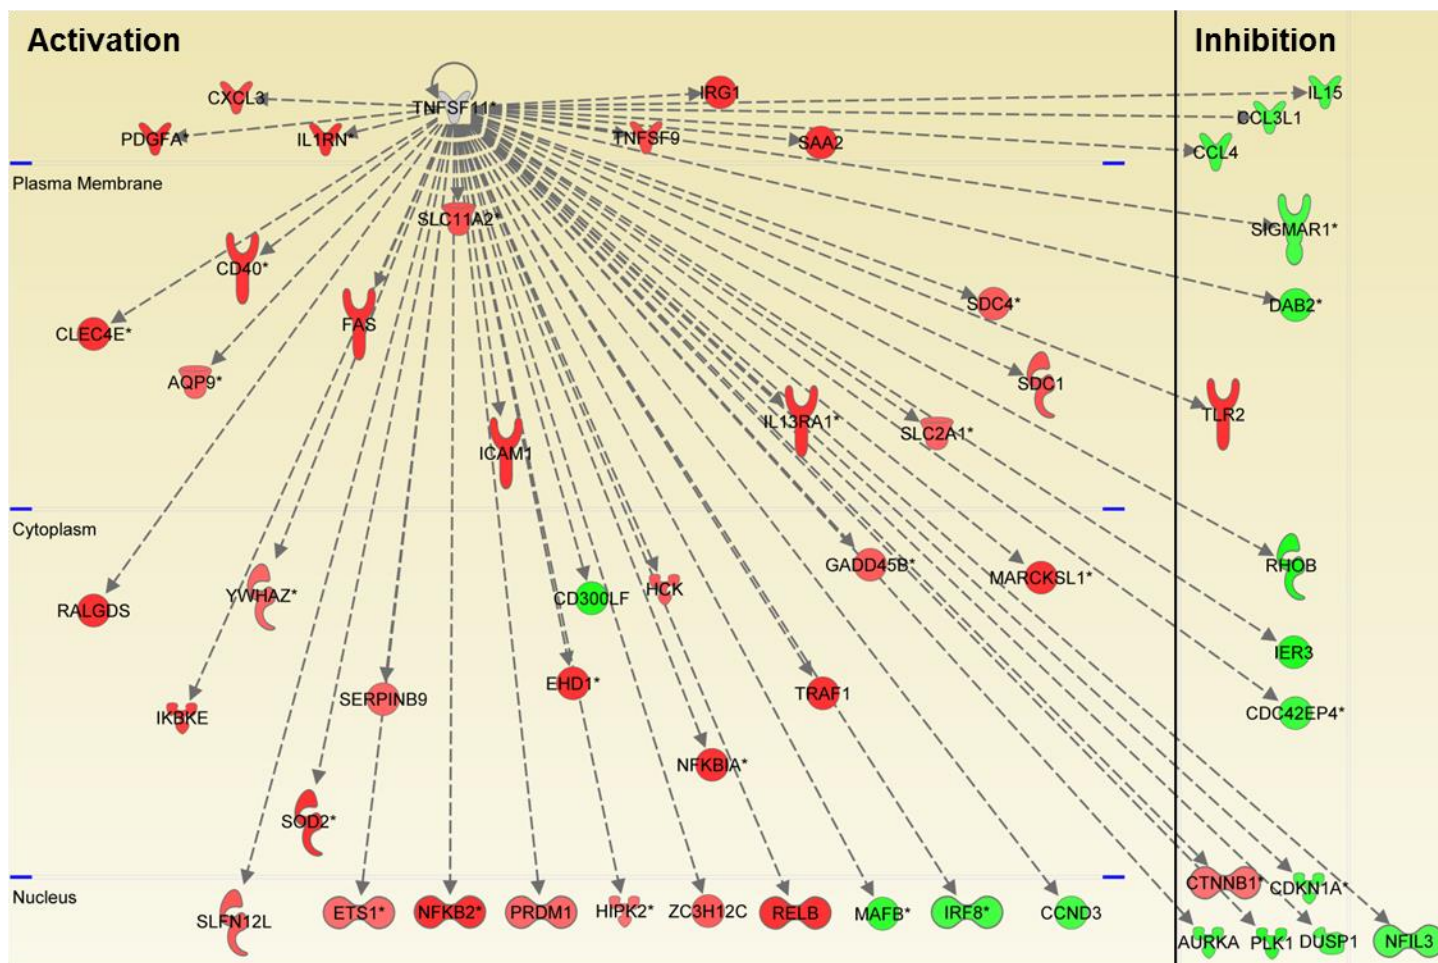 Activation
Inhibition
CXCL3
TNFSF11*
IRG1
IL15
CCL3L1
PDGFA*
IL1RN*
TNFSF9
SAA2
CCL4
Plasma Membrane
SLC11A2*
SIGMAR1*
CD40*
SDC4*
DAB2*
CLEC4E*
FAS
AQP9*
SDC1
IL13RA1*
SLC2A1*
TLR2
ICAM1
Cytoplasm
GADD45B*
MARCKSL1*
RHOB
RALGDS
YWHAZ*
CD300LF
HCK
IER3
IKBKE
SERPINB9
EHD1*
TRAF1
CDC42EP4*
NFKBIA*
SOD2*
Nucleus
CTNNB1*
CDKN1A*
SLFN12L
ETS1*
NFKB2*
PRDM1
HIPK2*
ZC3H12C
RELB
MAFB*
IRF8*
CCND3
AURKA
PLK1
DUSP1
NFIL3